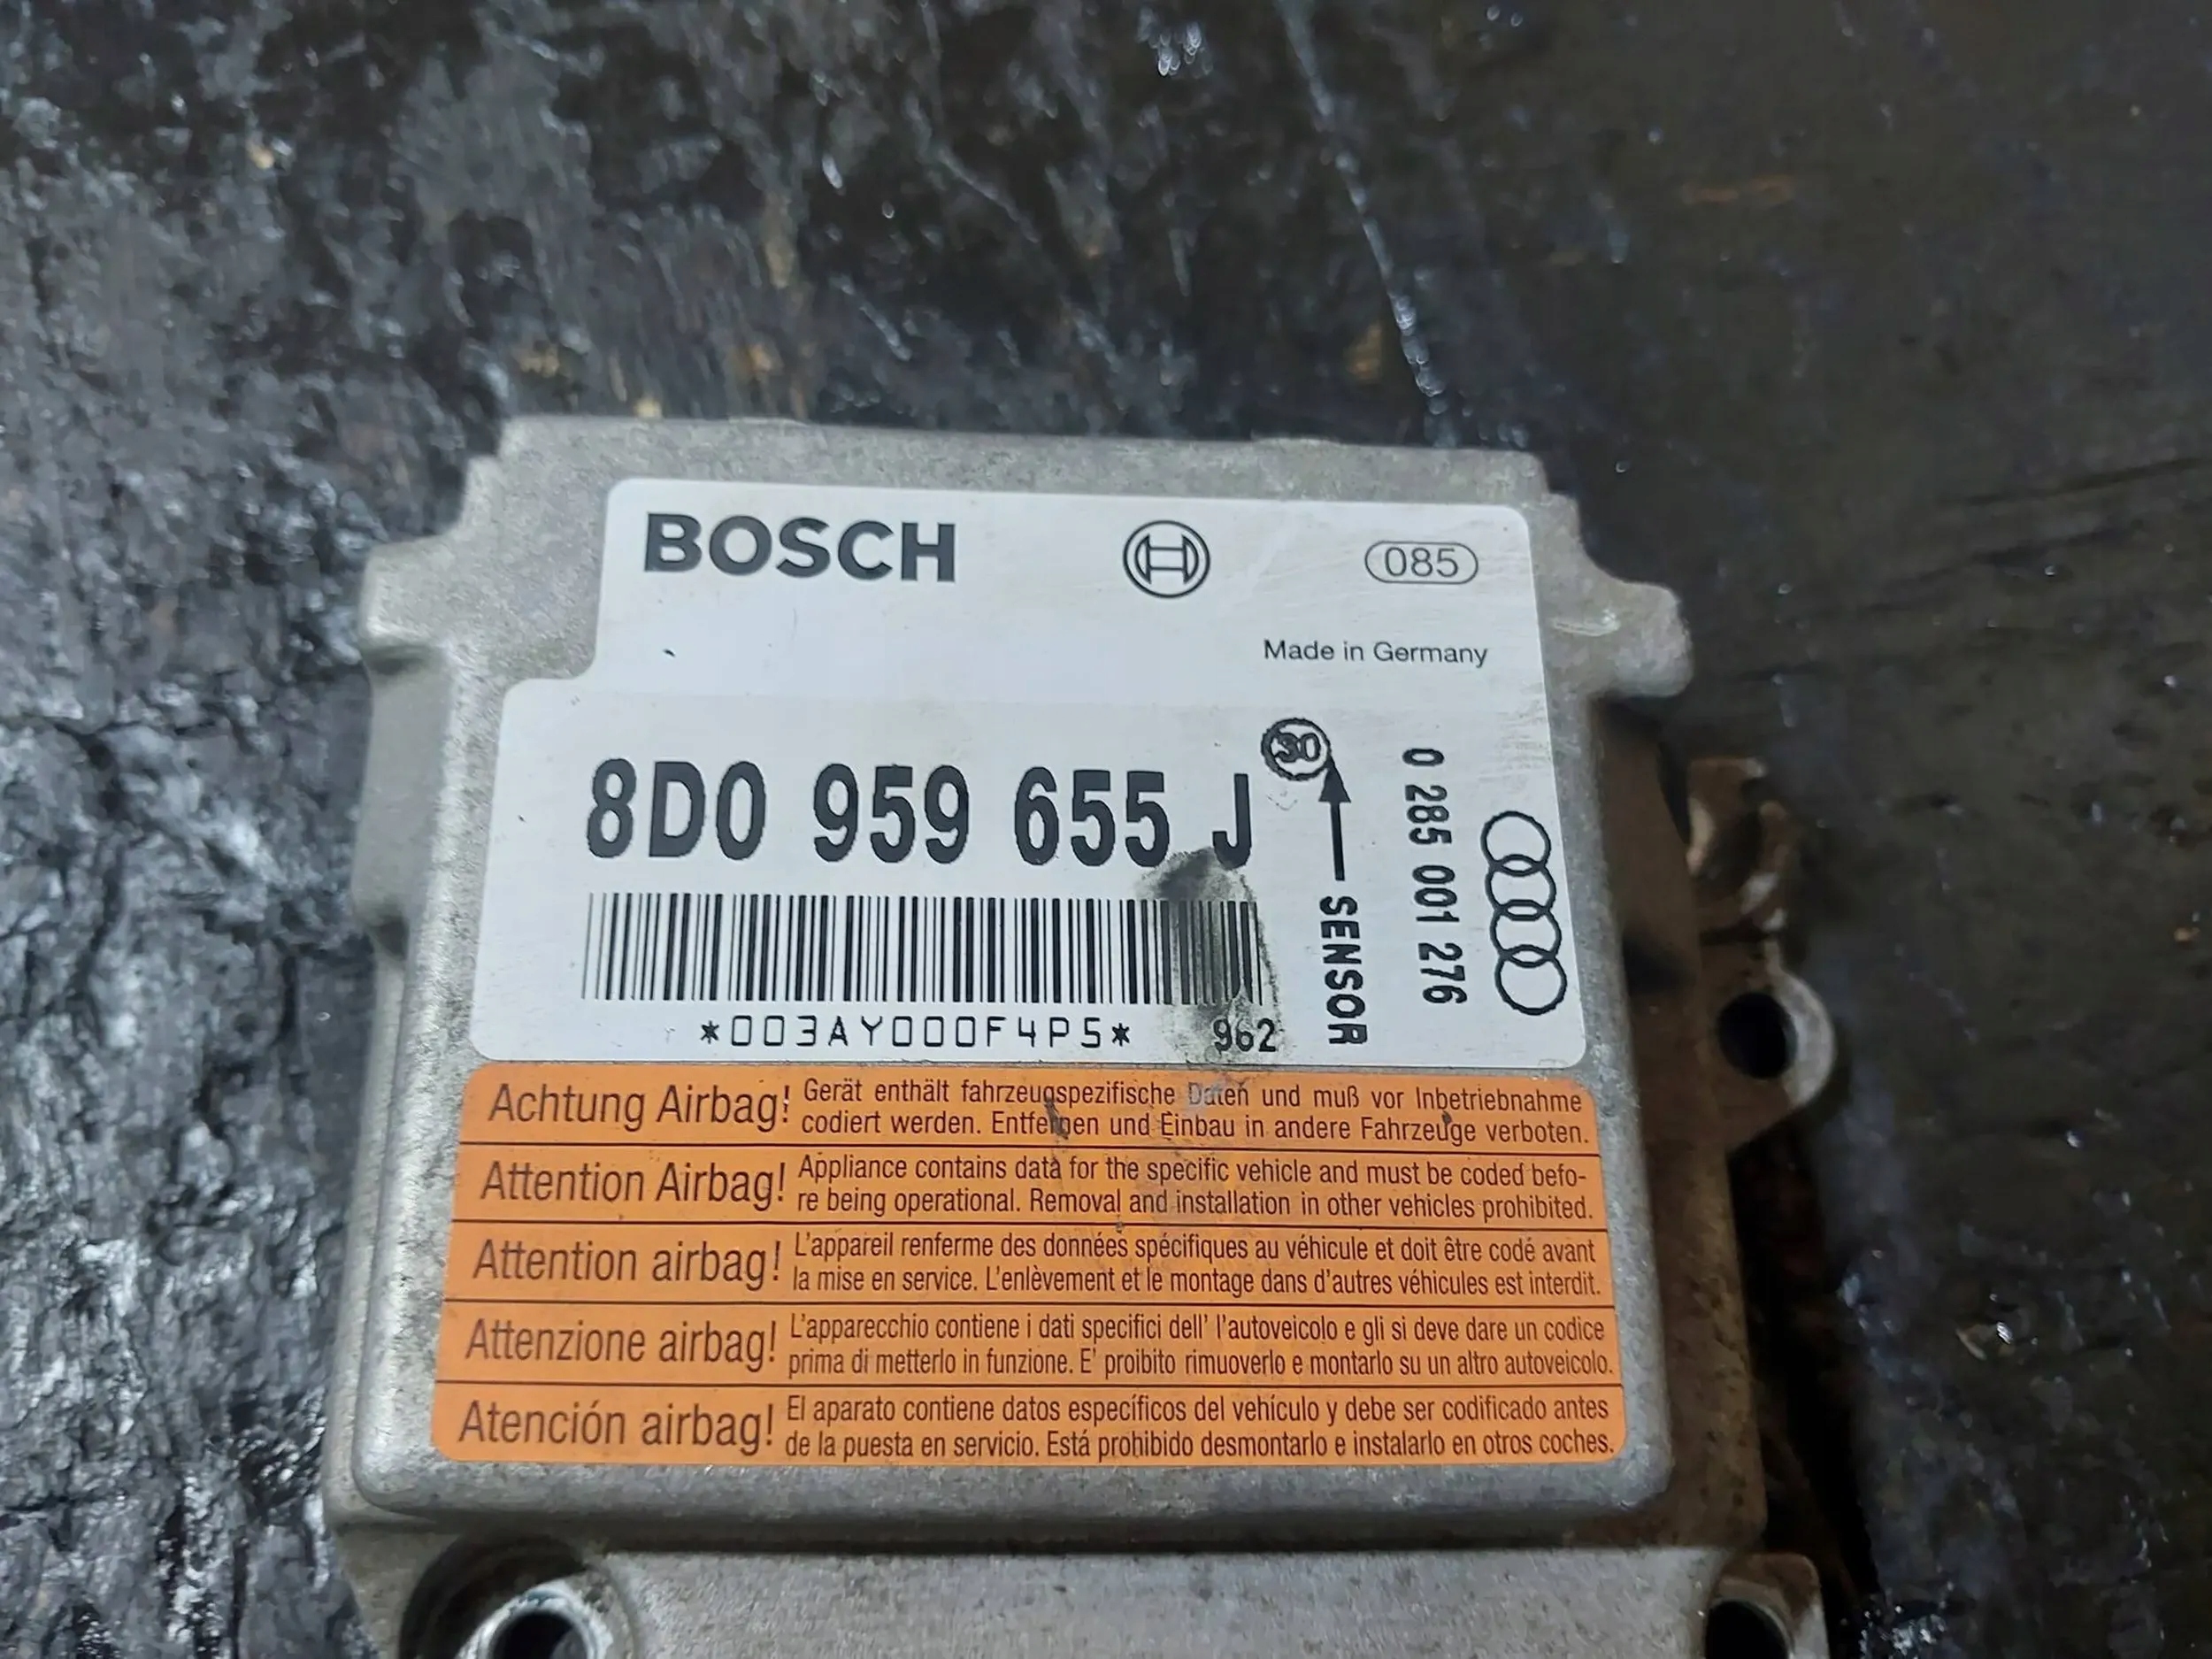 BOSCH
085
Made in Germany
8D0 959 655 J
30
SENSOR
0 285 001 276
*003AY000F4P5*
962
Achtung Airbag! Gerät enthält fahrzeugspezifische Daten und muß vor Inbetriebnahme
codiert werden. Entfernen und Einbau in andere Fahrzeuge verboten.
Attention Airbag! Appliance contains data for the specific vehicle and must be coded befo-
re being operational. Removal and installation in other vehicles prohibited.
Attention airbag! L'appareil renferme des données spécifiques au véhicule et doit être codé avant
la mise en service. L'enlèvement et le montage dans d'autres véhicules est interdit.
Attenzione airbag! L'apparecchio contiene i dati specifici dell' l'autoveicolo e gli si deve dare un codice
prima di metterlo in funzione. E' proibito rimuoverlo e montarlo su un altro autoveicolo.
Atención airbag! El aparato contiene datos específicos del vehículo y debe ser codificado antes
de la puesta en servicio. Está prohibido desmontarlo e instalarlo en otros coches.